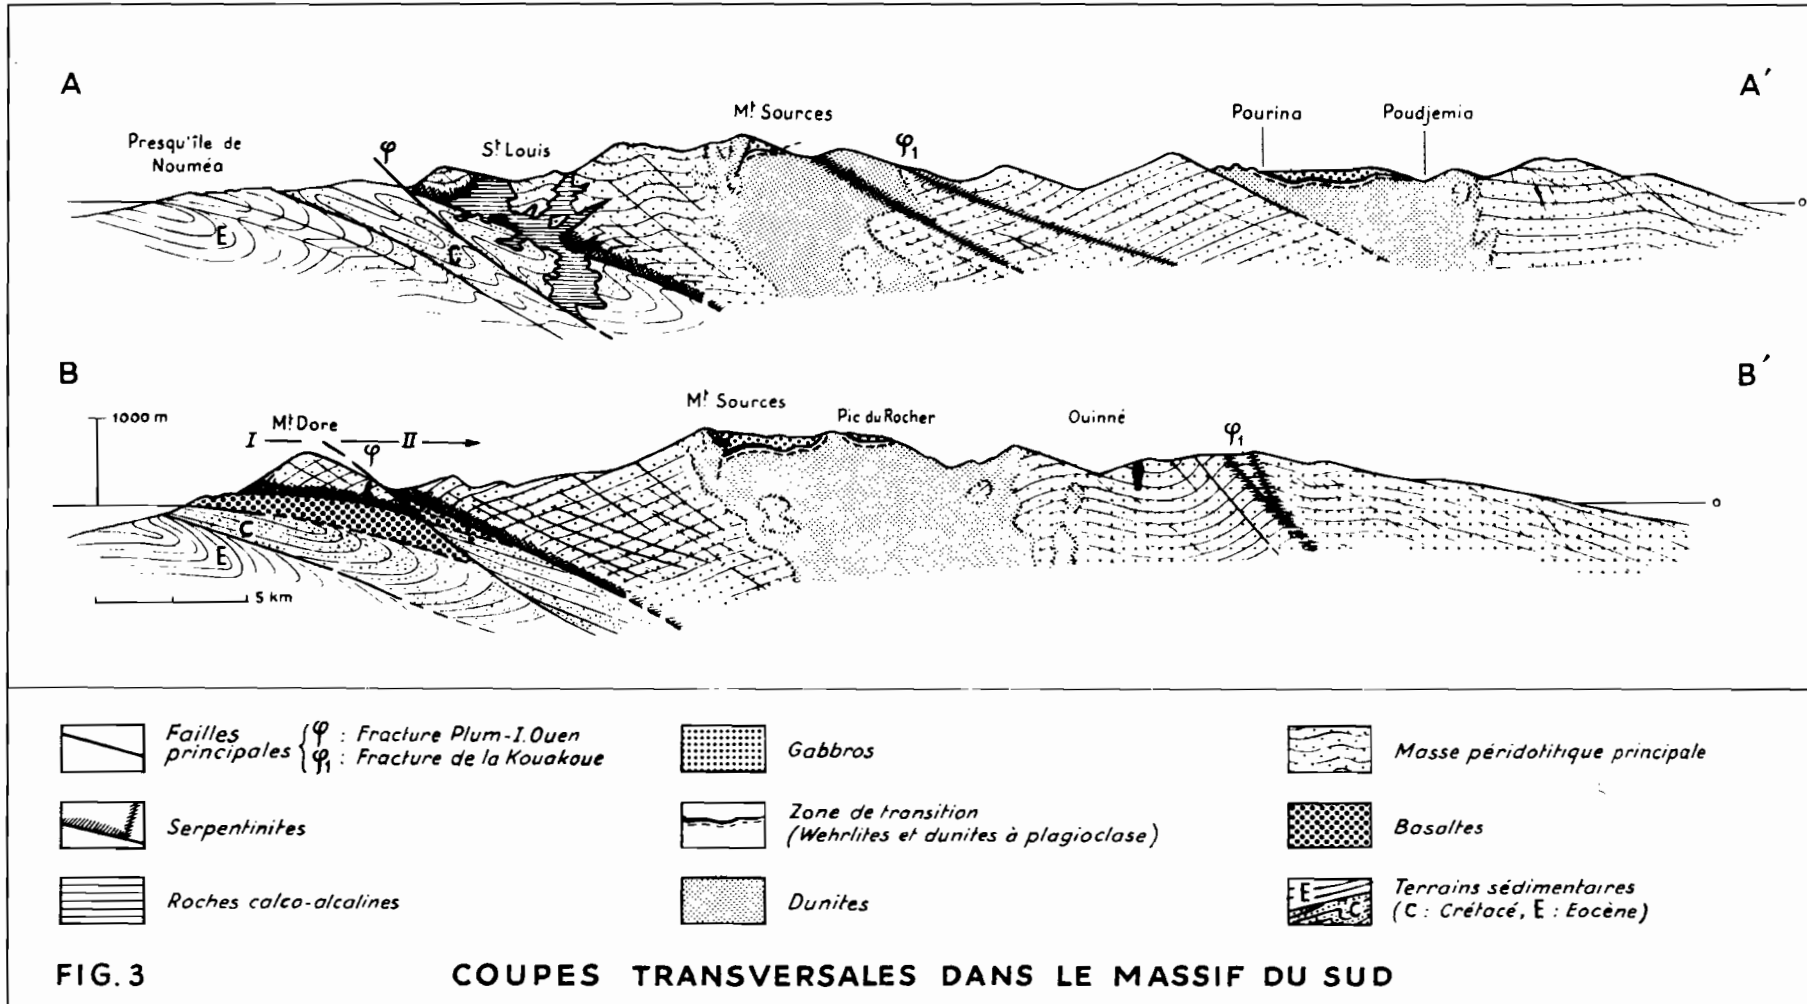 A
A′
Mt Sources
Pourina
Poudjemia
Presqu'île de
Nouméa
φ
St Louis
φ1
o
E
C
B
B′
1000 m
Mt Dore
I
II
φ
Mt Sources
Pic du Rocher
Ouinné
φ1
o
C
E
5 km
Failles
principales
φ : Fracture Plum-I.Ouen
φ1 : Fracture de la Kouakoue
Serpentinites
Roches calco-alcalines
Gabbros
Zone de transition
(Wehrlites et dunites à plagioclase)
Dunites
Masse péridotitique principale
Basaltes
E
C
Terrains sédimentaires
(C : Crétacé, E : Eocène)
FIG. 3
COUPES TRANSVERSALES DANS LE MASSIF DU SUD